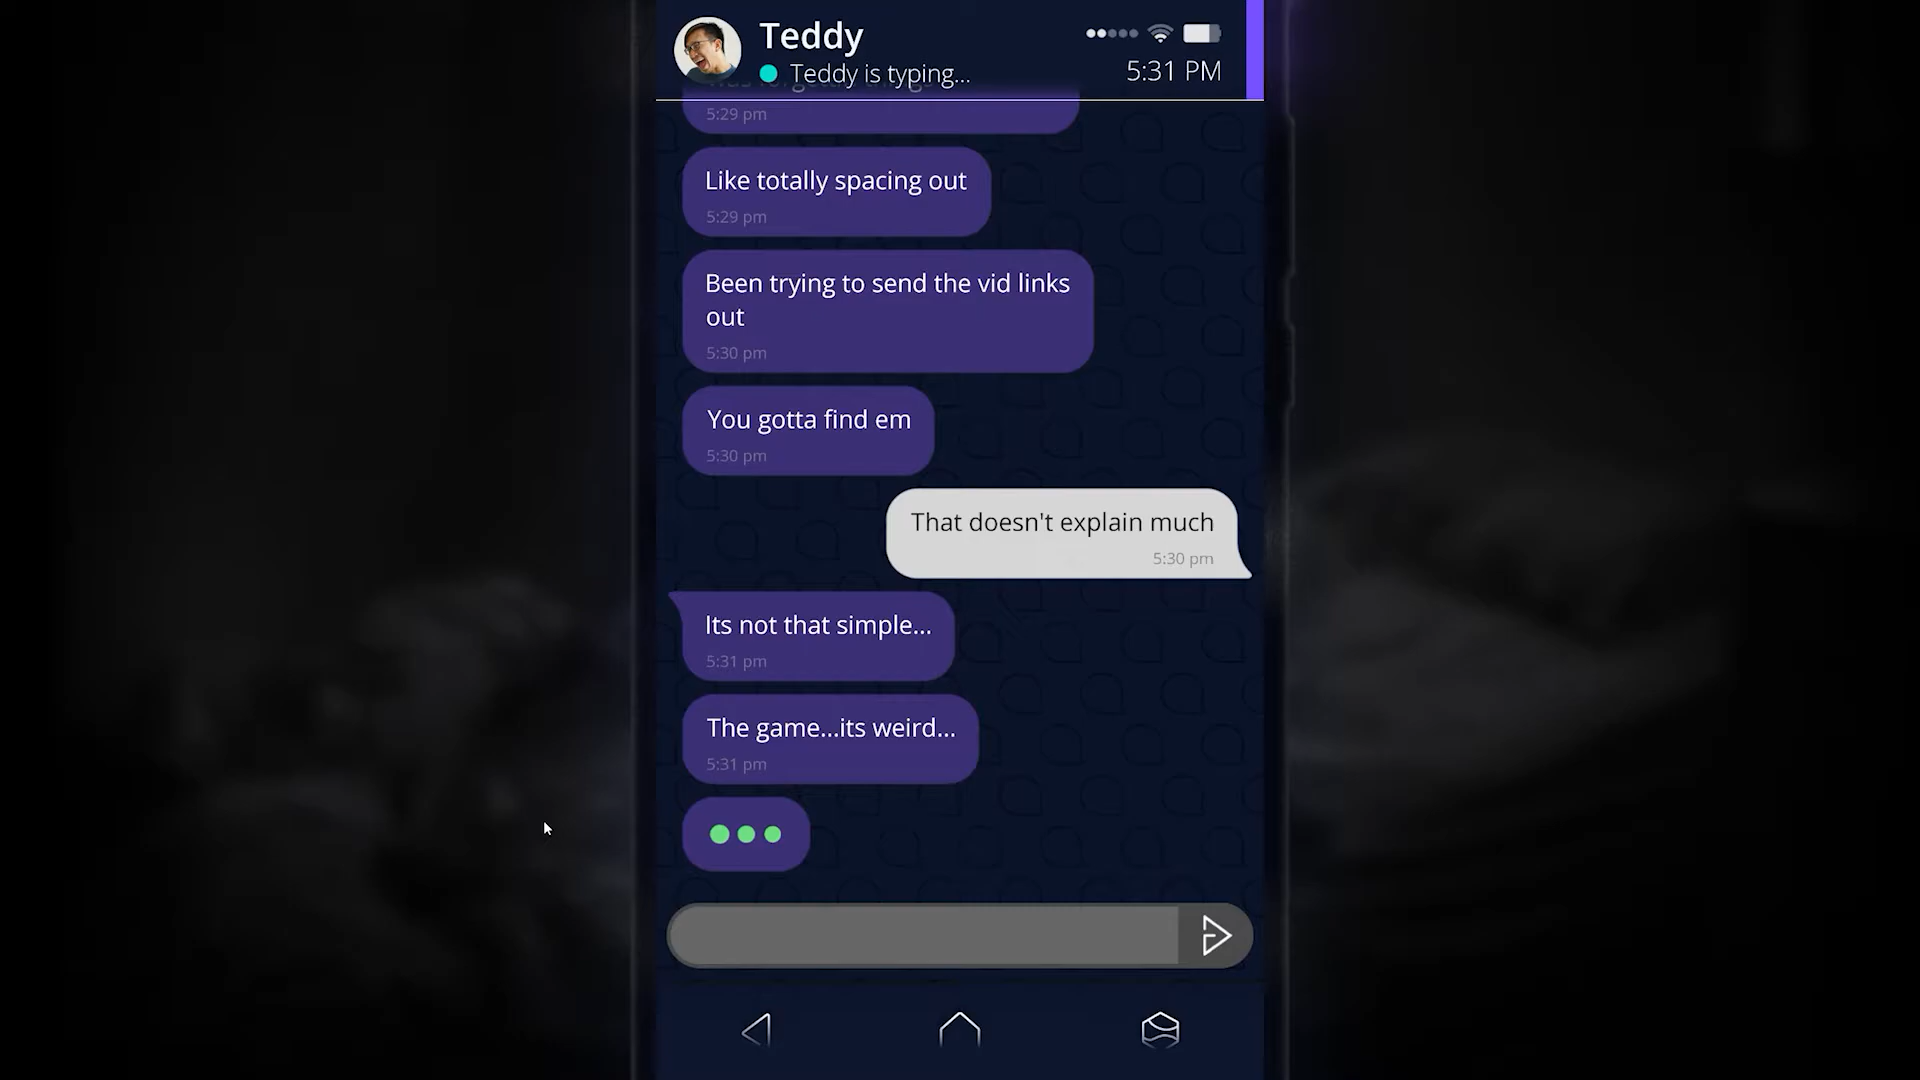 Teddy
Teddy is typing...
5:31 PM
5:29 pm
Like totally spacing out
5:29 pm
Been trying to send the vid links
out
5:30 pm
You gotta find em
5:30 pm
That doesn't explain much
5:30 pm
Its not that simple...
5:31 pm
The game...its weird...
5:31 pm